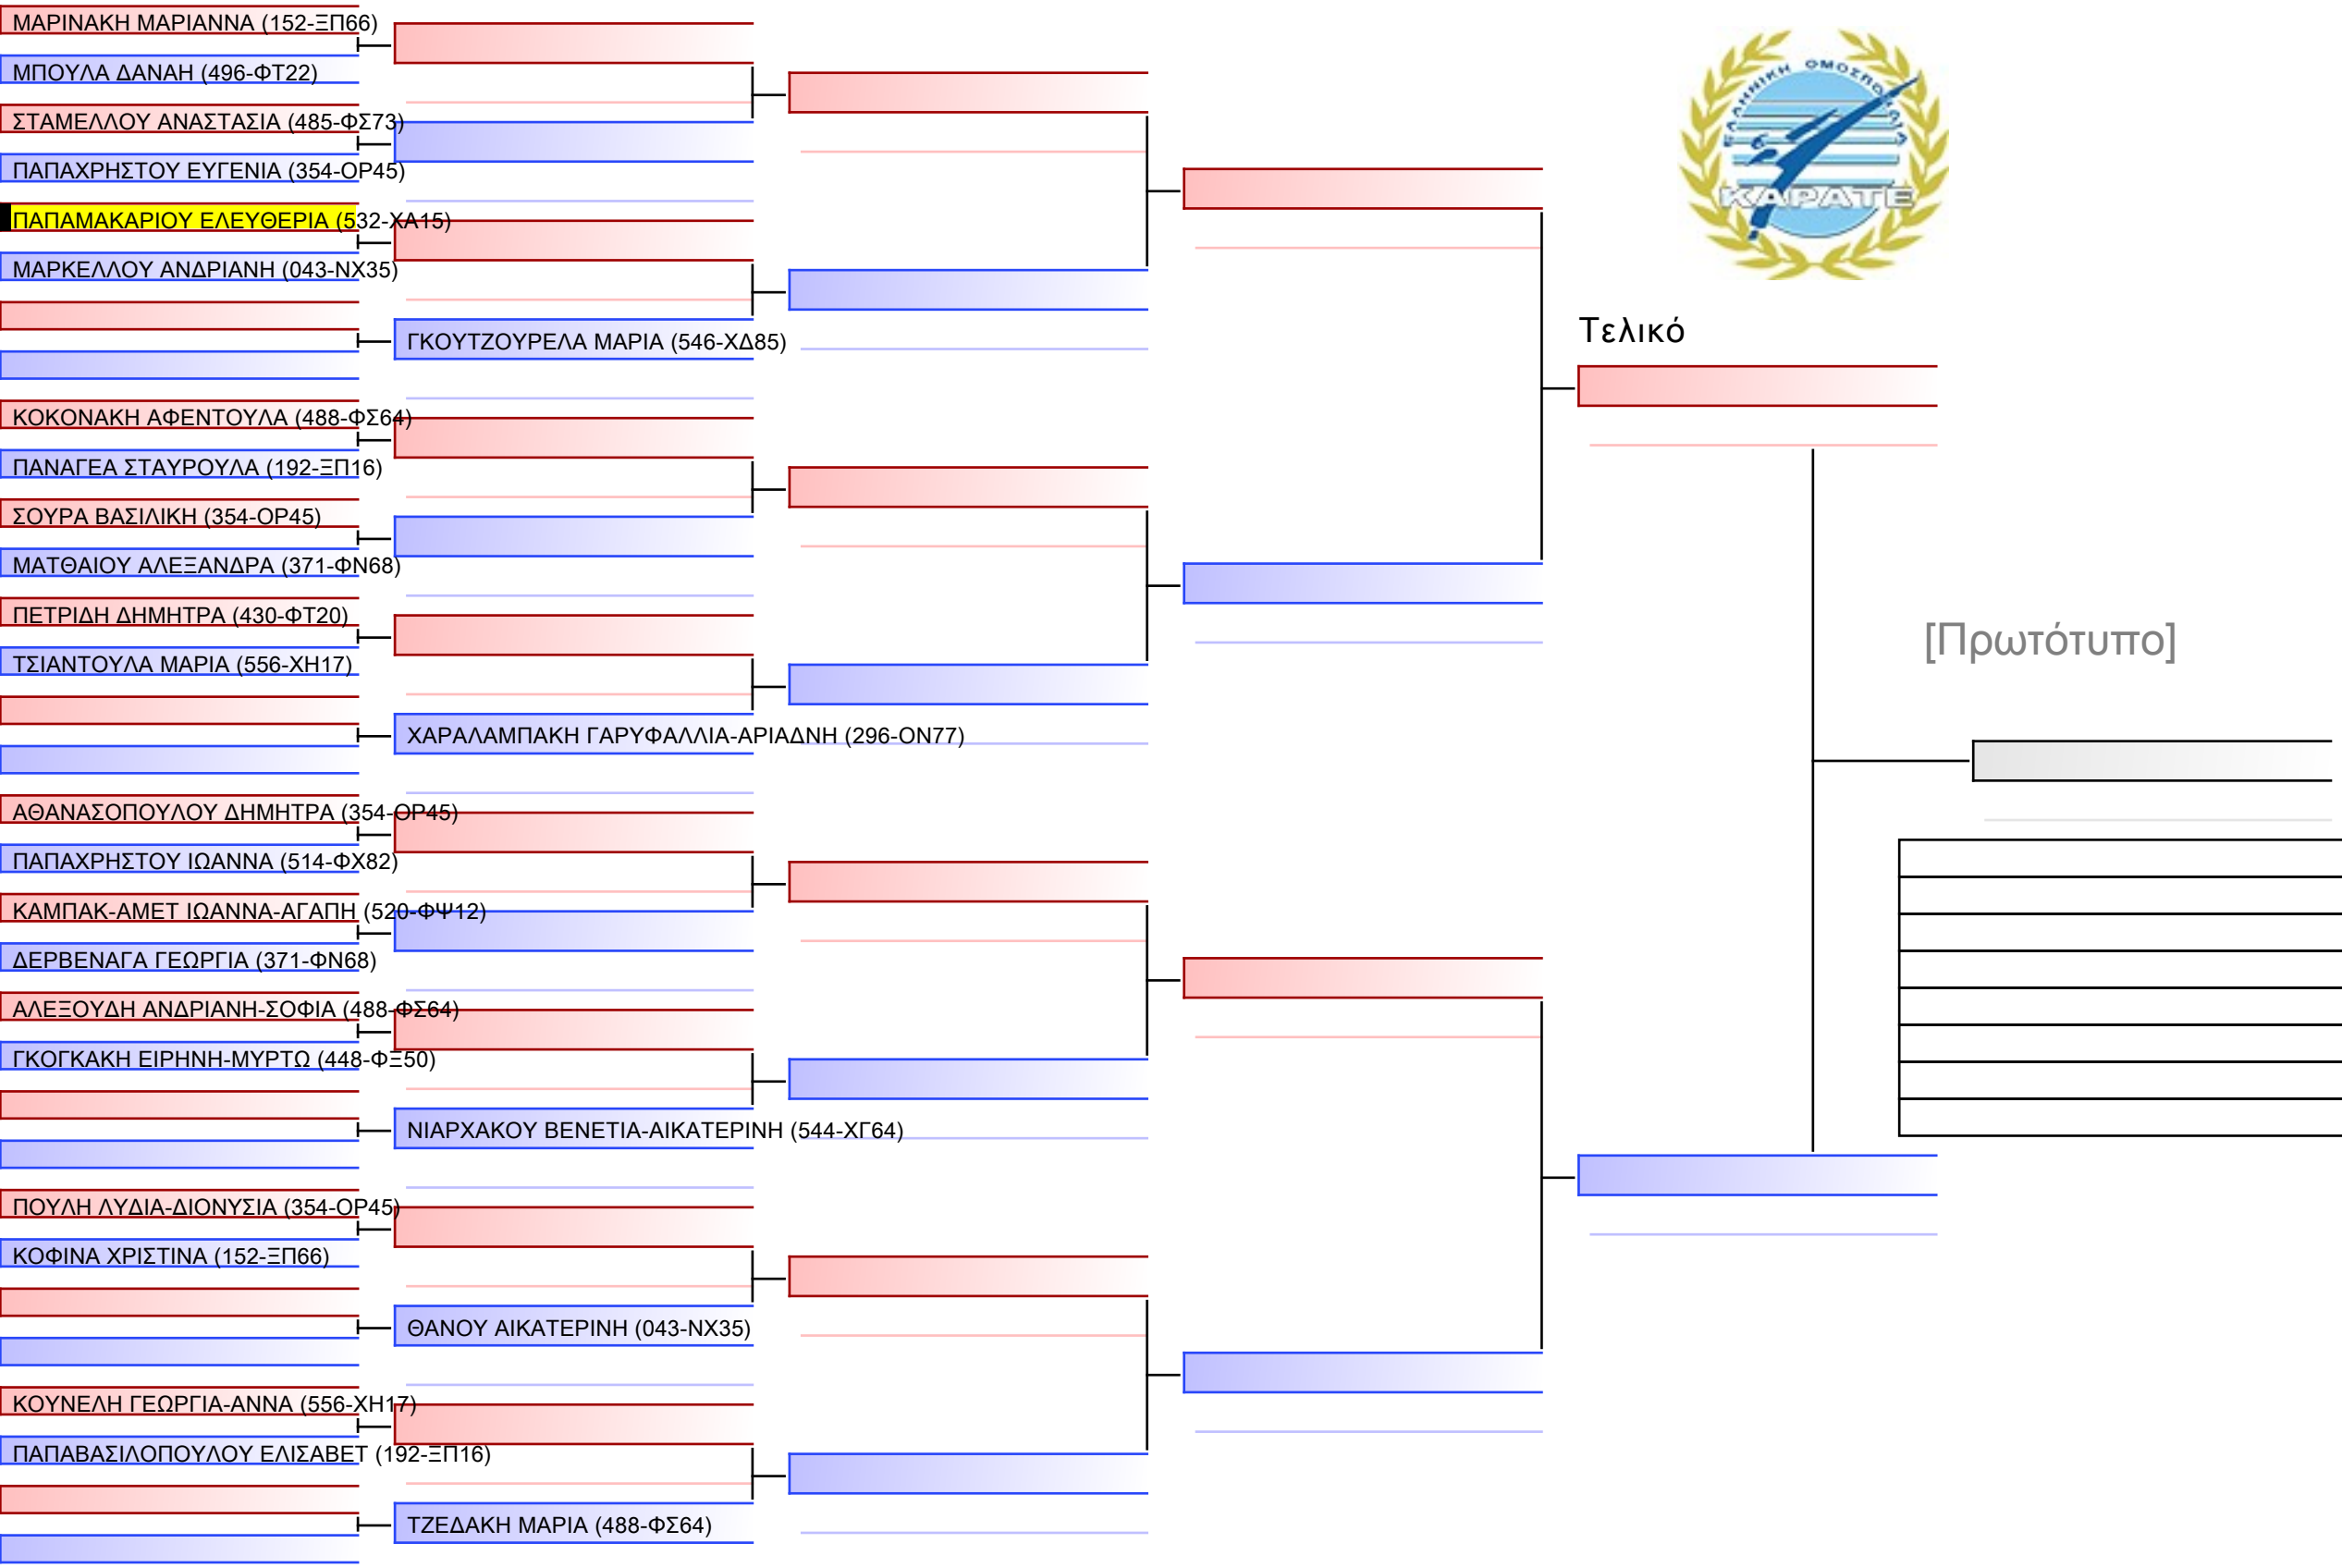 ΜΑΡΙΝΑΚΗ ΜΑΡΙΑΝΝΑ (152-ΞΠ66)
ΜΠΟΥΛΑ ΔΑΝΑΗ (496-ΦΤ22)
ΣΤΑΜΕΛΛΟΥ ΑΝΑΣΤΑΣΙΑ (485-ΦΣ73)
ΠΑΠΑΧΡΗΣΤΟΥ ΕΥΓΕΝΙΑ (354-ΟΡ45)
ΠΑΠΑΜΑΚΑΡΙΟΥ ΕΛΕΥΘΕΡΙΑ (532-ΧΑ15)
ΜΑΡΚΕΛΛΟΥ ΑΝΔΡΙΑΝΗ (043-ΝΧ35)
ΓΚΟΥΤΖΟΥΡΕΛΑ ΜΑΡΙΑ (546-ΧΔ85)
ΚΟΚΟΝΑΚΗ ΑΦΕΝΤΟΥΛΑ (488-ΦΣ64)
ΠΑΝΑΓΕΑ ΣΤΑΥΡΟΥΛΑ (192-ΞΠ16)
ΣΟΥΡΑ ΒΑΣΙΛΙΚΗ (354-ΟΡ45)
ΜΑΤΘΑΙΟΥ ΑΛΕΞΑΝΔΡΑ (371-ΦΝ68)
ΠΕΤΡΙΔΗ ΔΗΜΗΤΡΑ (430-ΦΤ20)
ΤΣΙΑΝΤΟΥΛΑ ΜΑΡΙΑ (556-ΧΗ17)
ΧΑΡΑΛΑΜΠΑΚΗ ΓΑΡΥΦΑΛΛΙΑ-ΑΡΙΑΔΝΗ (296-ΟΝ77)
ΑΘΑΝΑΣΟΠΟΥΛΟΥ ΔΗΜΗΤΡΑ (354-ΟΡ45)
ΠΑΠΑΧΡΗΣΤΟΥ ΙΩΑΝΝΑ (514-ΦΧ82)
ΚΑΜΠΑΚ-ΑΜΕΤ ΙΩΑΝΝΑ-ΑΓΑΠΗ (520-ΦΨ12)
ΔΕΡΒΕΝΑΓΑ ΓΕΩΡΓΙΑ (371-ΦΝ68)
ΑΛΕΞΟΥΔΗ ΑΝΔΡΙΑΝΗ-ΣΟΦΙΑ (488-ΦΣ64)
ΓΚΟΓΚΑΚΗ ΕΙΡΗΝΗ-ΜΥΡΤΩ (448-ΦΞ50)
ΝΙΑΡΧΑΚΟΥ ΒΕΝΕΤΙΑ-ΑΙΚΑΤΕΡΙΝΗ (544-ΧΓ64)
ΠΟΥΛΗ ΛΥΔΙΑ-ΔΙΟΝΥΣΙΑ (354-ΟΡ45)
ΚΟΦΙΝΑ ΧΡΙΣΤΙΝΑ (152-ΞΠ66)
ΘΑΝΟΥ ΑΙΚΑΤΕΡΙΝΗ (043-ΝΧ35)
ΚΟΥΝΕΛΗ ΓΕΩΡΓΙΑ-ΑΝΝΑ (556-ΧΗ17)
ΠΑΠΑΒΑΣΙΛΟΠΟΥΛΟΥ ΕΛΙΣΑΒΕΤ (192-ΞΠ16)
ΤΖΕΔΑΚΗ ΜΑΡΙΑ (488-ΦΣ64)
ΕΛΛΗΝΙΚΗ ΟΜΟΣΠΟΝΔΙΑ
ΚΑΡΑΤΕ
Τελικό
[Πρωτότυπο]